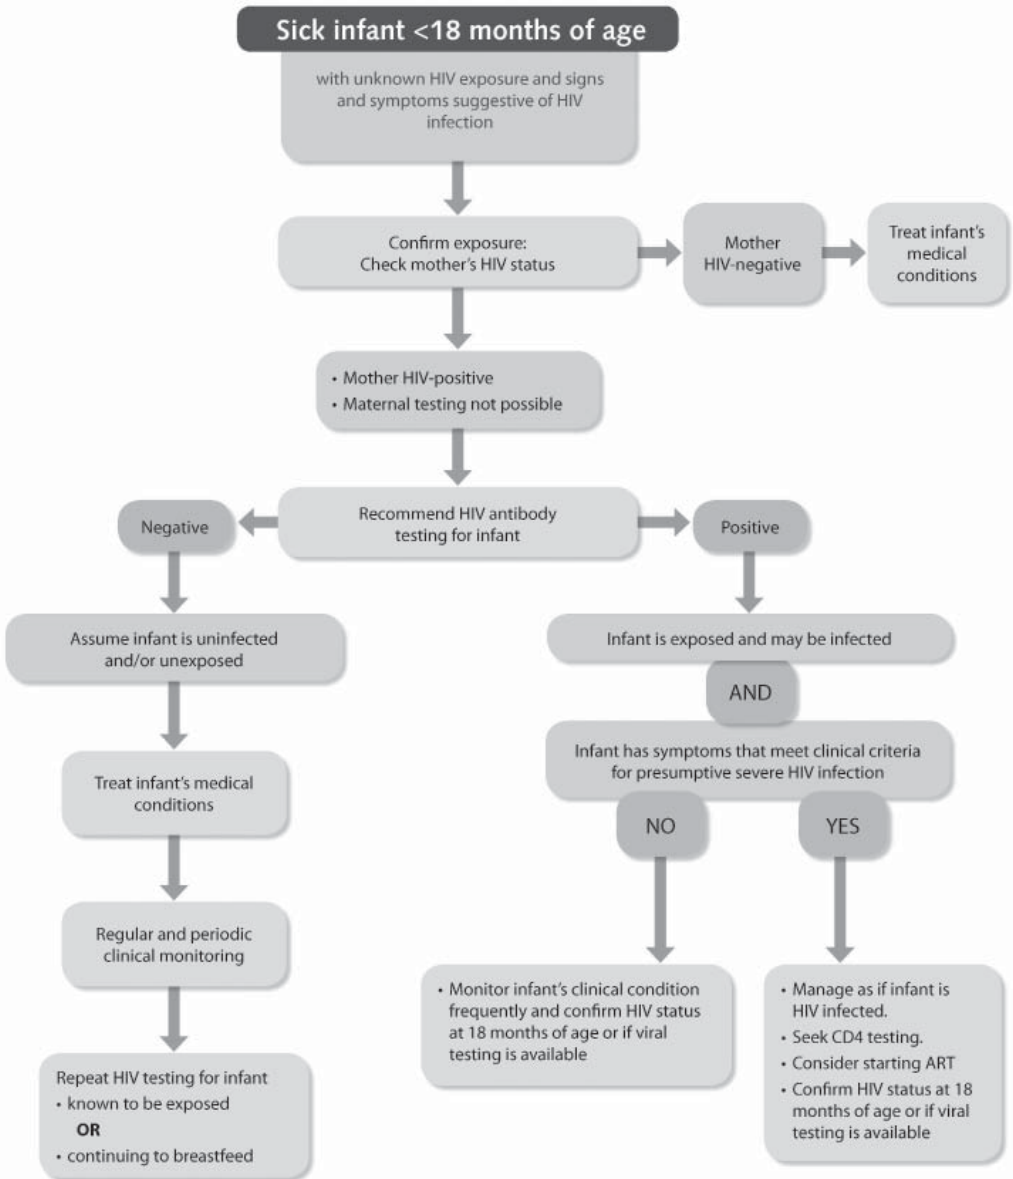 Sick infant <18 months of age
with unknown HIV exposure and signs
and symptoms suggestive of HIV
infection
Confirm exposure:
Check mother's HIV status
Mother
HIV-negative
Treat infant's
medical
conditions
• Mother HIV-positive
• Maternal testing not possible
Recommend HIV antibody
testing for infant
Negative
Positive
Assume infant is uninfected
and/or unexposed
Infant is exposed and may be infected
AND
Infant has symptoms that meet clinical criteria
for presumptive severe HIV infection
Treat infant's medical
conditions
NO
YES
Regular and periodic
clinical monitoring
• Monitor infant's clinical condition
frequently and confirm HIV status
at 18 months of age or if viral
testing is available
• Manage as if infant is
HIV infected.
• Seek CD4 testing.
• Consider starting ART
• Confirm HIV status at 18
months of age or if viral
testing is available
Repeat HIV testing for infant
• known to be exposed
OR
• continuing to breastfeed